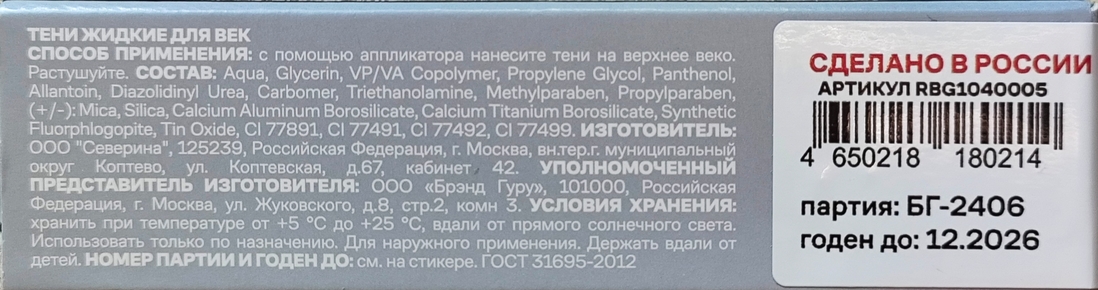 ТЕНИ ЖИДКИЕ ДЛЯ ВЕК
СПОСОБ ПРИМЕНЕНИЯ: с помощью аппликатора нанесите тени на верхнее веко.
Растушуйте. СОСТАВ: Aqua, Glycerin, VP/VA Copolymer, Propylene Glycol, Panthenol,
Allantoin, Diazolidinyl Urea, Carbomer, Triethanolamine, Methylparaben, Propylparaben,
(+/-): Mica, Silica, Calcium Aluminum Borosilicate, Calcium Titanium Borosilicate, Synthetic
Fluorphlogopite, Tin Oxide, CI 77891, CI 77491, CI 77492, CI 77499. ИЗГОТОВИТЕЛЬ:
ООО "Северина", 125239, Российская Федерация, г. Москва, вн.тер.г. муниципальный
округ Коптево, ул. Коптевская, д.67, кабинет 42. УПОЛНОМОЧЕННЫЙ
ПРЕДСТАВИТЕЛЬ ИЗГОТОВИТЕЛЯ: ООО «Брэнд Гуру», 101000, Российская
Федерация, г. Москва, ул. Жуковского, д.8, стр.2, комн 3. УСЛОВИЯ ХРАНЕНИЯ:
хранить при температуре от +5 °C до +25 °C, вдали от прямого солнечного света.
Использовать только по назначению. Для наружного применения. Держать вдали от
детей. НОМЕР ПАРТИИ И ГОДЕН ДО: см. на стикере. ГОСТ 31695-2012
СДЕЛАНО В РОССИИ
АРТИКУЛ RBG1040005
4 650218 180214
партия: БГ-2406
годен до: 12.2026